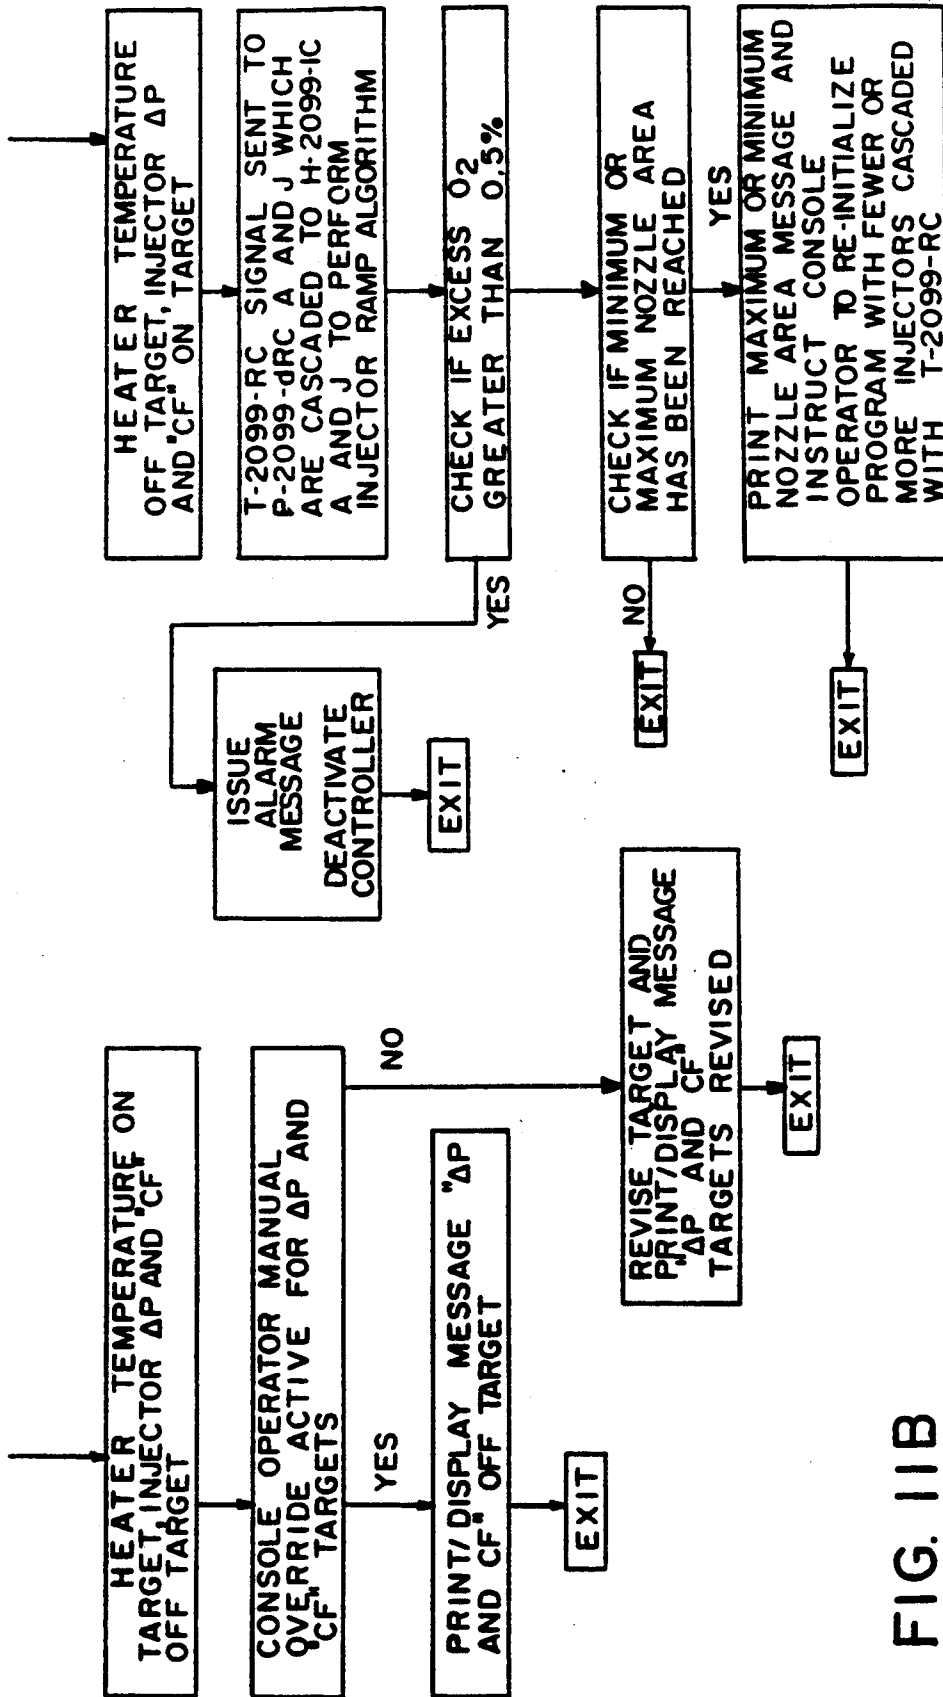 HEATER TEMPERATURE ON
TARGET, INJECTOR ΔP AND "CF"
OFF TARGET
CONSOLE OPERATOR MANUAL
OVERRIDE ACTIVE FOR ΔP AND
"CF" TARGETS
YES
NO
PRINT/DISPLAY MESSAGE "ΔP
AND CF" OFF TARGET
EXIT
REVISE TARGET AND
PRINT/DISPLAY MESSAGE
"ΔP AND CF"
TARGETS REVISED
EXIT
HEATER TEMPERATURE
OFF TARGET, INJECTOR ΔP
AND "CF" ON TARGET
T-2099-RC SIGNAL SENT TO
P-2099-dRC A AND J WHICH
ARE CASCADED TO H-2099-IC
A AND J TO PERFORM
INJECTOR RAMP ALGORITHM
CHECK IF EXCESS O2
GREATER THAN 0,5%
YES
ISSUE
ALARM
MESSAGE
DEACTIVATE
CONTROLLER
EXIT
CHECK IF MINIMUM OR
MAXIMUM NOZZLE AREA
HAS BEEN REACHED
NO
EXIT
YES
PRINT MAXIMUM OR MINIMUM
NOZZLE AREA MESSAGE AND
INSTRUCT CONSOLE
OPERATOR TO RE-INITIALIZE
PROGRAM WITH FEWER OR
MORE INJECTORS CASCADED
WITH T-2099-RC
EXIT
FIG. 11B